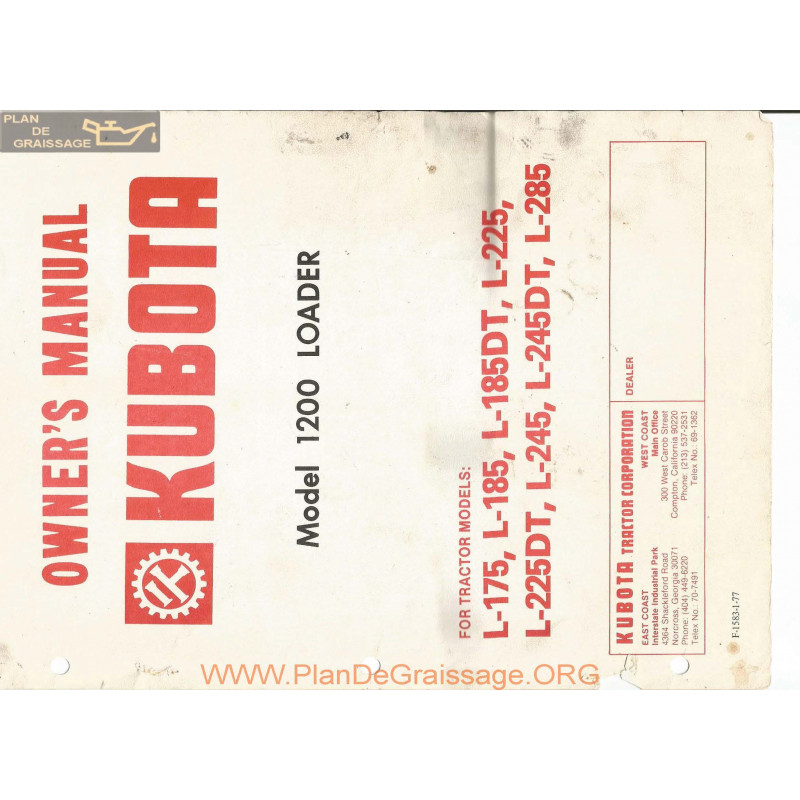 PLAN
DE
GRAISSAGE
OWNER'S MANUAL
KUBOTA
Model 1200 LOADER
FOR TRACTOR MODELS:
L-175, L-185, L-185DT, L-225,
L-225DT, L-245, L-245DT, L-285
KUBOTA TRACTOR CORPORATION
EAST COAST
Interstate Industrial Park
4364 Shackleford Road
Norcross, Georgia 30071
Phone: (404) 449-6220
Telex No.: 70-7491
WEST COAST
Main Office
300 West Carob Street
Compton, California 90220
Phone: (213) 537-2531
Telex No.: 69-1362
DEALER
F-1583-1-77
www.PlanDeGraissage.ORG